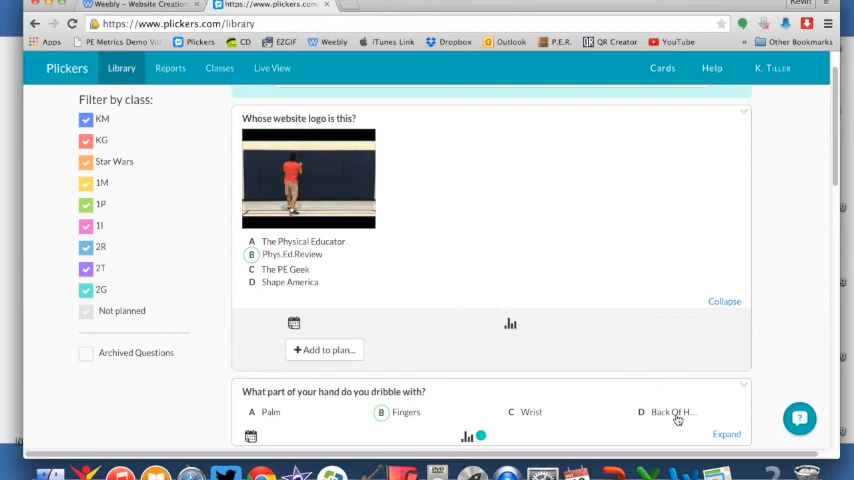 Weebly - Website Creation
https://www.plickers.com/
Kevin
https://www.plickers.com/library
Apps
PE Metrics Demo Vid
Plickers
CD
EZGIF
Weebly
iTunes Link
Dropbox
Outlook
P.E.R.
QR Creator
YouTube
»
Other Bookmarks
Plickers
Library
Reports
Classes
Live View
Cards
Help
K. TILLER
Filter by class:
KM
KG
Star Wars
1M
1P
1I
2R
2T
2G
Not planned
Archived Questions
Whose website logo is this?
A The Physical Educator
B Phys.Ed.Review
C The PE Geek
D Shape America
Collapse
+ Add to plan...
What part of your hand do you dribble with?
A Palm
B Fingers
C Wrist
D Back Of H...
Expand